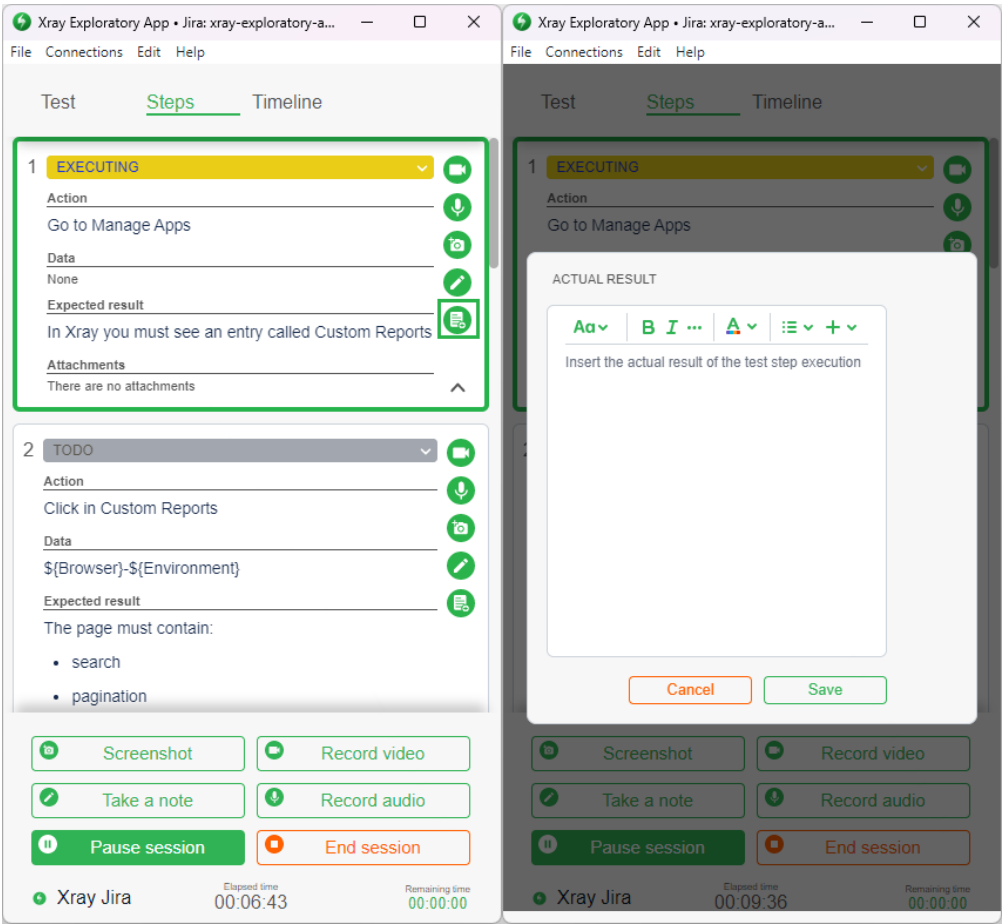 Xray Exploratory App • Jira: xray-exploratory-a...
File Connections Edit Help
Test Steps Timeline
1 EXECUTING
Action
Go to Manage Apps
Data
None
Expected result
In Xray you must see an entry called Custom Reports
Attachments
There are no attachments
2 TODO
Action
Click in Custom Reports
Data
${Browser}-${Environment}
Expected result
The page must contain:
• search
• pagination
Screenshot Record video
Take a note Record audio
Pause session End session
Xray Jira
Elapsed time
00:06:43
Remaining time
00:00:00
Xray Exploratory App • Jira: xray-exploratory-a...
File Connections Edit Help
Test Steps Timeline
1 EXECUTING
Action
Go to Manage Apps
ACTUAL RESULT
Aa B I ... A +
Insert the actual result of the test step execution
Cancel Save
Screenshot Record video
Take a note Record audio
Pause session End session
Xray Jira
Elapsed time
00:09:36
Remaining time
00:00:00